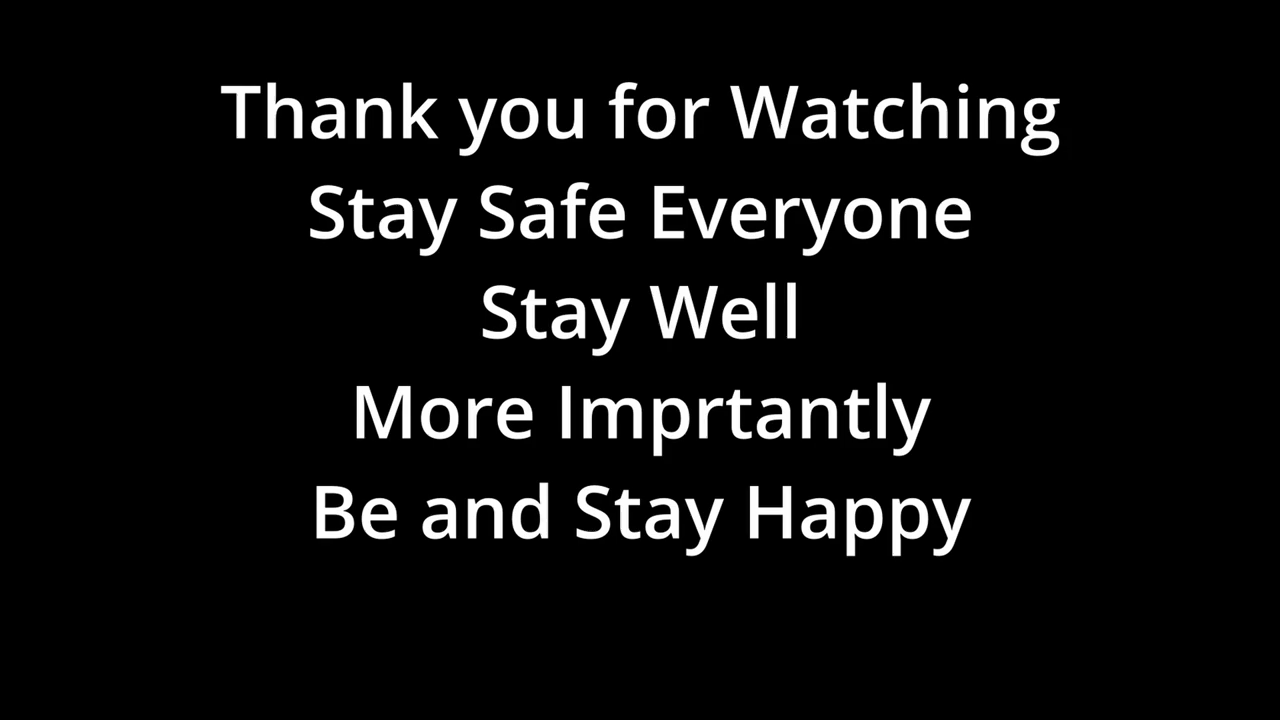 Thank you for Watching
Stay Safe Everyone
Stay Well
More Imprtantly
Be and Stay Happy